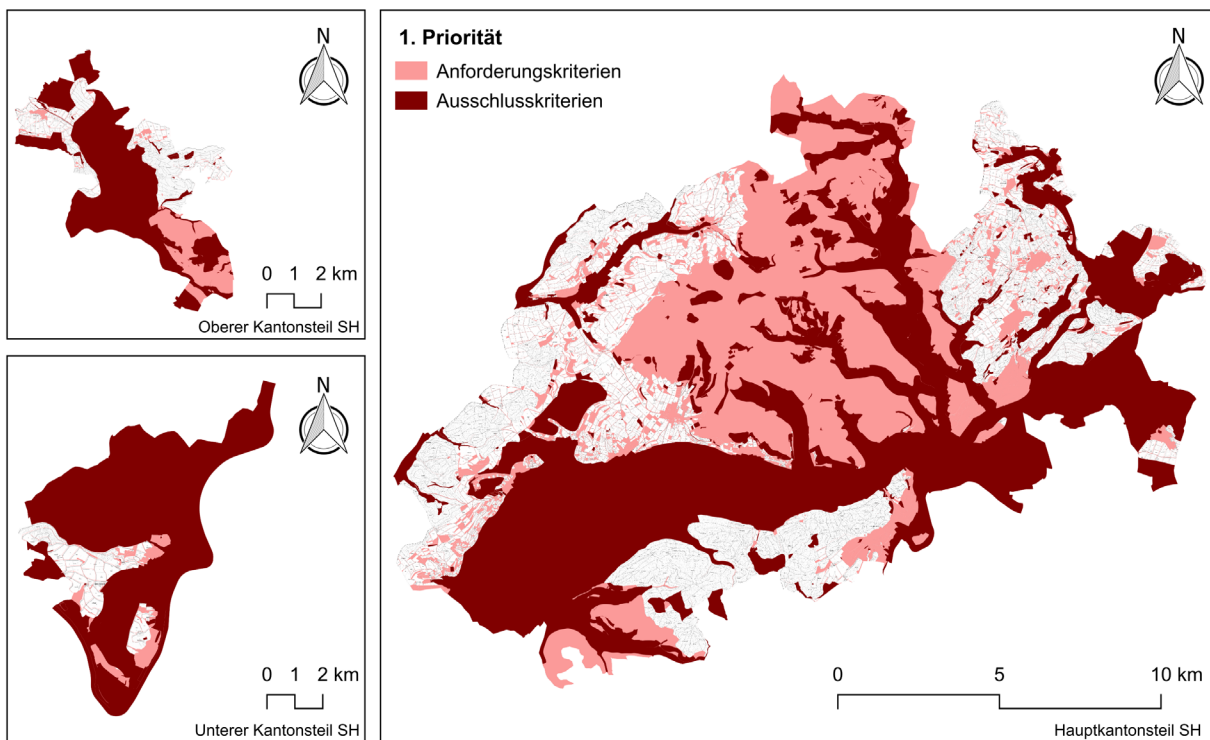 N
0 1 2 km
Oberer Kantonsteil SH
N
0 1 2 km
Unterer Kantonsteil SH
1. Priorität
Anforderungskriterien
Ausschlusskriterien
N
0 5 10 km
Hauptkantonsteil SH